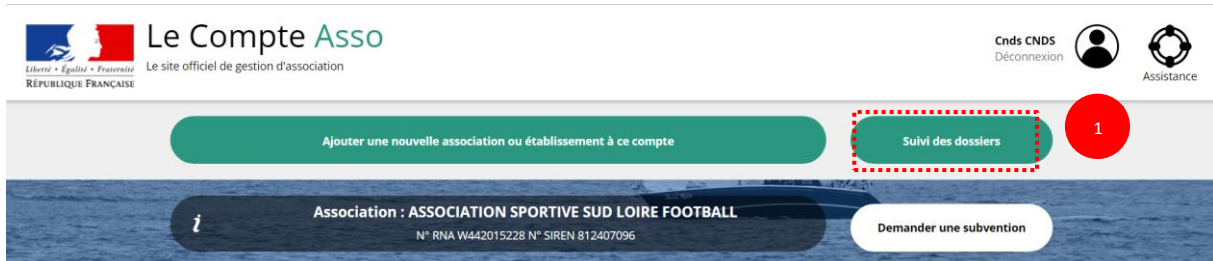 Le Compte Asso
Le site officiel de gestion d'association
Liberté • Égalité • Fraternité
RÉPUBLIQUE FRANÇAISE
Cnds CNDS
Déconnexion
Assistance
Ajouter une nouvelle association ou établissement à ce compte
Suivi des dossiers
1
i
Association : ASSOCIATION SPORTIVE SUD LOIRE FOOTBALL
N° RNA W442015228 N° SIREN 812407096
Demander une subvention